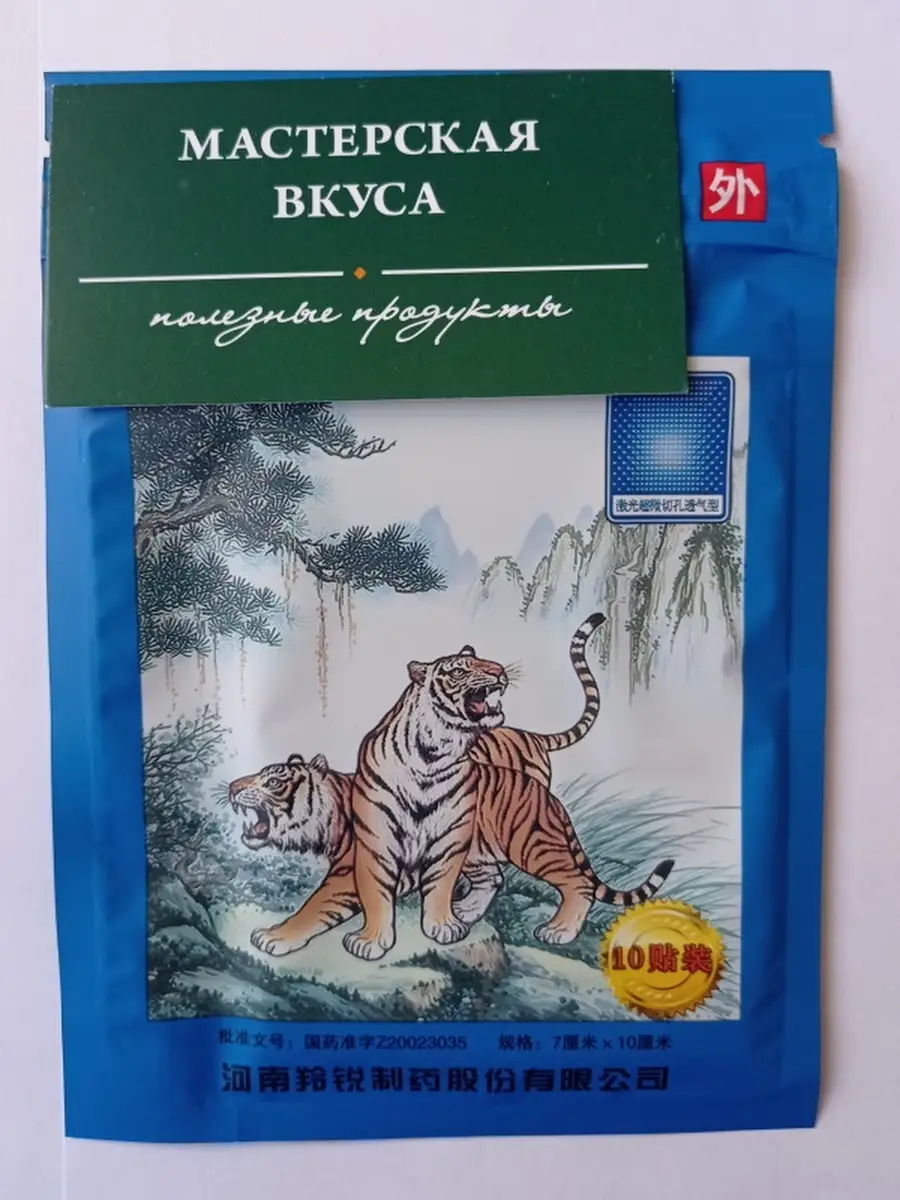 МАСТЕРСКАЯ
ВКУСА
полезные продукты
外
激光超微切孔透气型
10贴装
批准文号：国药准字Z20023035 规格：7厘米×10厘米
河南羚锐制药股份有限公司